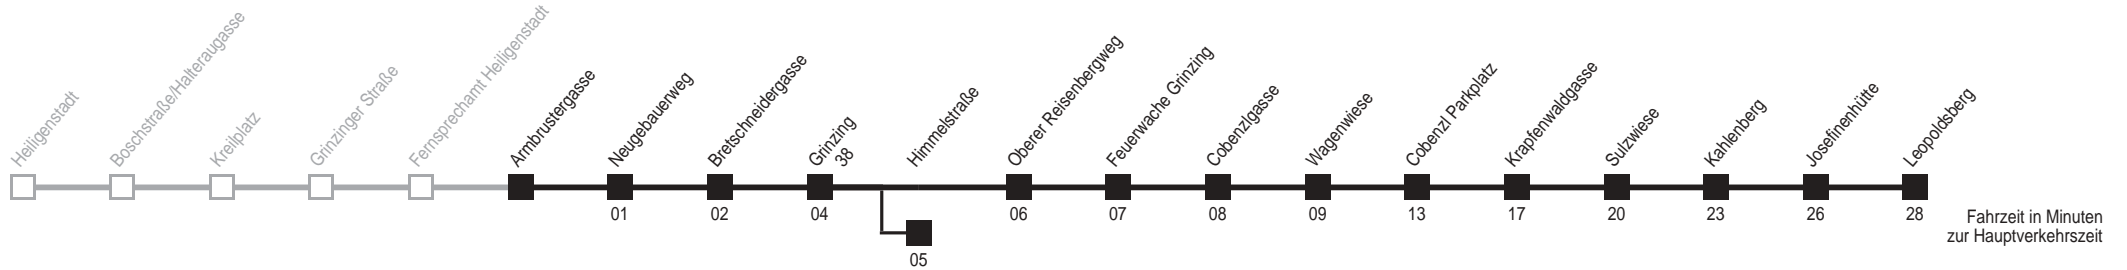 Heiligenstadt
Boschstraße/Halteraugasse
Kreilplatz
Grinzinger Straße
Fernsprechamt Heiligenstadt
Armbrustergasse
Neugebauerweg
Bretschneidergasse
Grinzing
38
Himmelstraße
Oberer Reisenbergweg
Feuerwache Grinzing
Cobenzlgasse
Wagenwiese
Cobenzl Parkplatz
Krapfenwaldgasse
Sulzwiese
Kahlenberg
Josefinenhütte
Leopoldsberg
01
02
04
05
06
07
08
09
13
17
20
23
26
28
Fahrzeit in Minuten
zur Hauptverkehrszeit